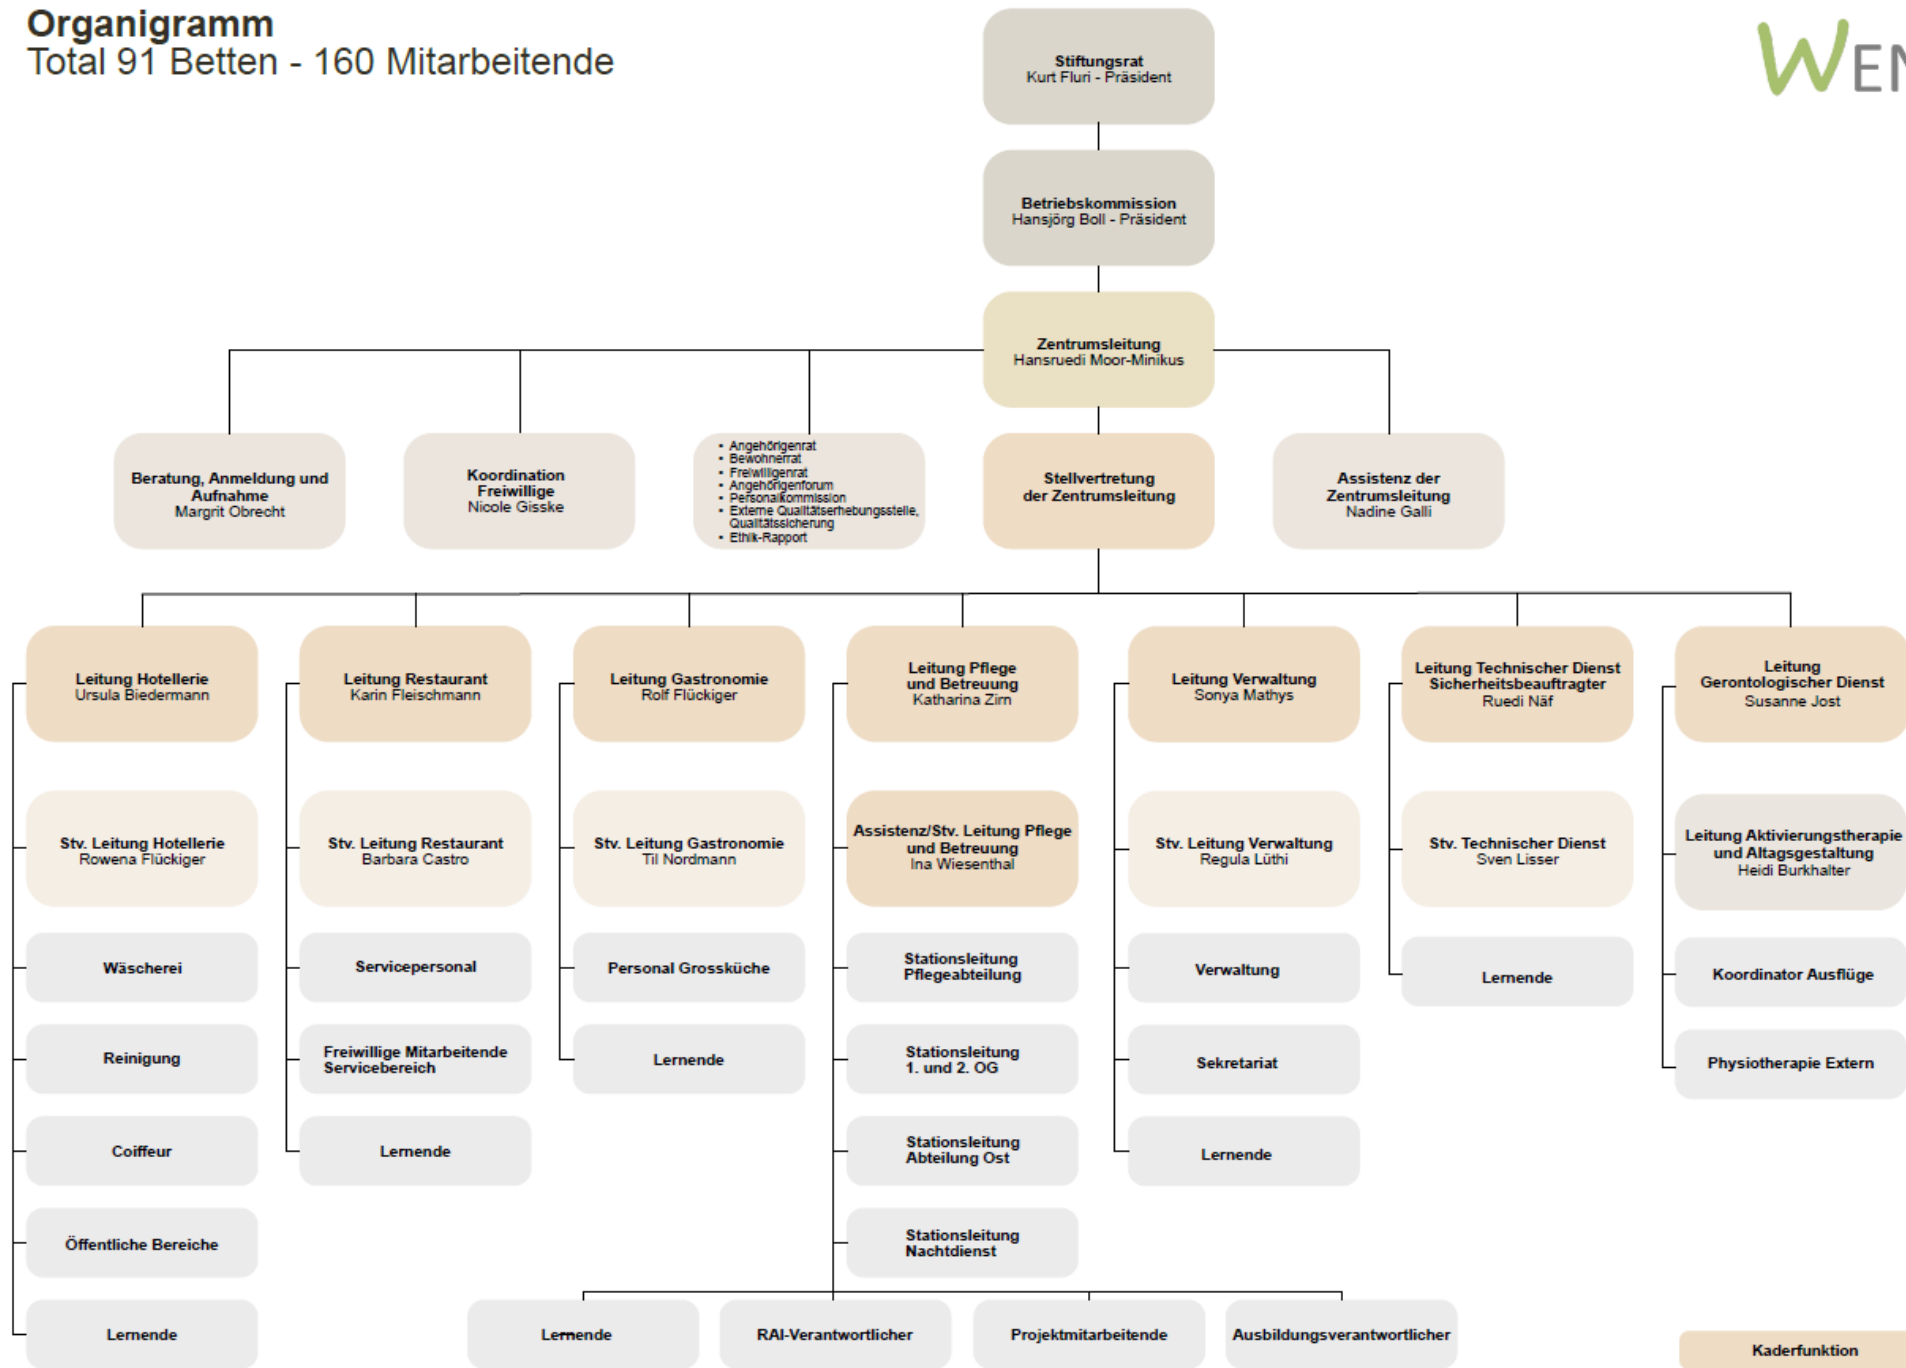 Organigramm
Total 91 Betten - 160 Mitarbeitende
WEN
Stiftungsrat
Kurt Fluri - Präsident
Betriebskommission
Hansjörg Boll - Präsident
Zentrumsleitung
Hansruedi Moor-Minikus
Beratung, Anmeldung und
Aufnahme
Margrit Obrecht
Koordination
Freiwillige
Nicole Gisske
• Angehörigenrat
• Bewohnerrat
• Freiwilligenrat
• Angehörigenforum
• Personalkommission
• Externe Qualitätserhebungsstelle,
Qualitätssicherung
• Ethik-Rapport
Stellvertretung
der Zentrumsleitung
Assistenz der
Zentrumsleitung
Nadine Galli
Leitung Hotellerie
Ursula Biedermann
Leitung Restaurant
Karin Fleischmann
Leitung Gastronomie
Rolf Flückiger
Leitung Pflege
und Betreuung
Katharina Zirn
Leitung Verwaltung
Sonya Mathys
Leitung Technischer Dienst
Sicherheitsbeauftragter
Ruedi Näf
Leitung
Gerontologischer Dienst
Susanne Jost
Stv. Leitung Hotellerie
Rowena Flückiger
Stv. Leitung Restaurant
Barbara Castro
Stv. Leitung Gastronomie
Til Nordmann
Assistenz/Stv. Leitung Pflege
und Betreuung
Ina Wiesenthal
Stv. Leitung Verwaltung
Regula Lüthi
Stv. Technischer Dienst
Sven Lisser
Leitung Aktivierungstherapie
und Altagsgestaltung
Heidi Burkhalter
Wäscherei
Servicepersonal
Personal Grossküche
Stationsleitung
Pflegeabteilung
Verwaltung
Lernende
Koordinator Ausflüge
Reinigung
Freiwillige Mitarbeitende
Servicebereich
Lernende
Stationsleitung
1. und 2. OG
Sekretariat
Physiotherapie Extern
Coiffeur
Lernende
Stationsleitung
Abteilung Ost
Lernende
Öffentliche Bereiche
Stationsleitung
Nachtdienst
Lernende
Lernende
RAI-Verantwortlicher
Projektmitarbeitende
Ausbildungsverantwortlicher
Kaderfunktion